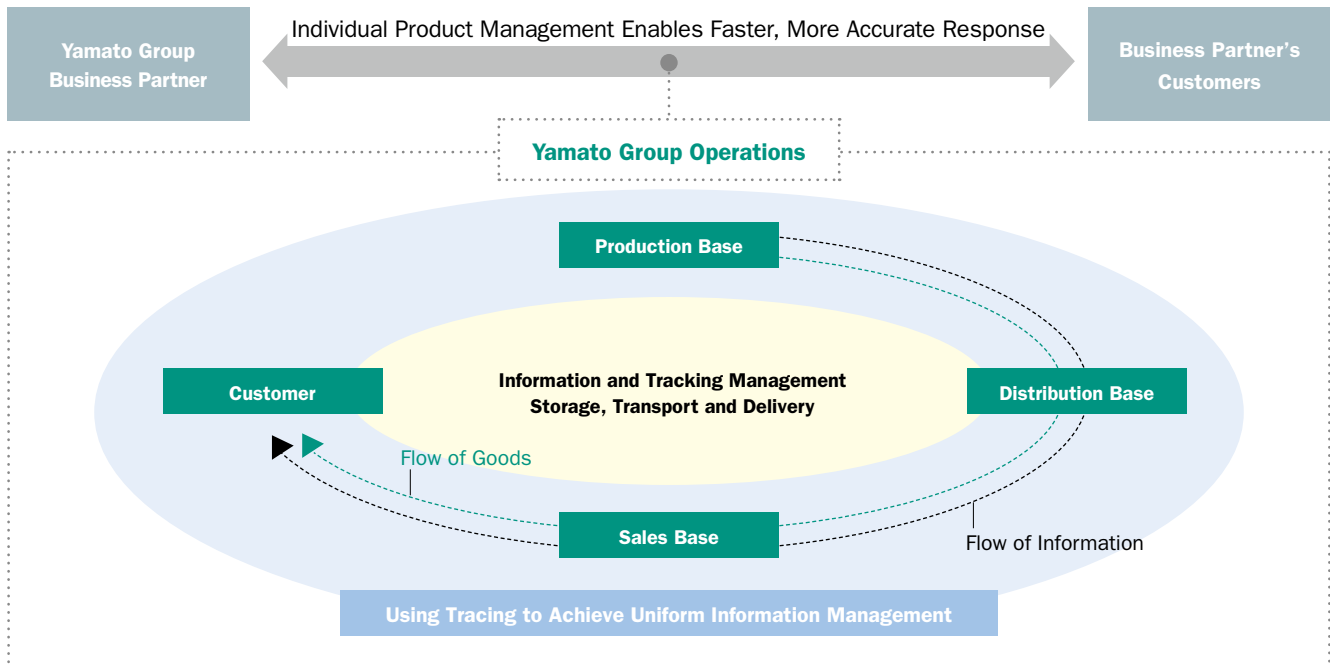 Individual Product Management Enables Faster, More Accurate Response
Yamato Group
Business Partner
Business Partner's
Customers
Yamato Group Operations
Production Base
Customer
Information and Tracking Management
Storage, Transport and Delivery
Distribution Base
Flow of Goods
Sales Base
Flow of Information
Using Tracing to Achieve Uniform Information Management